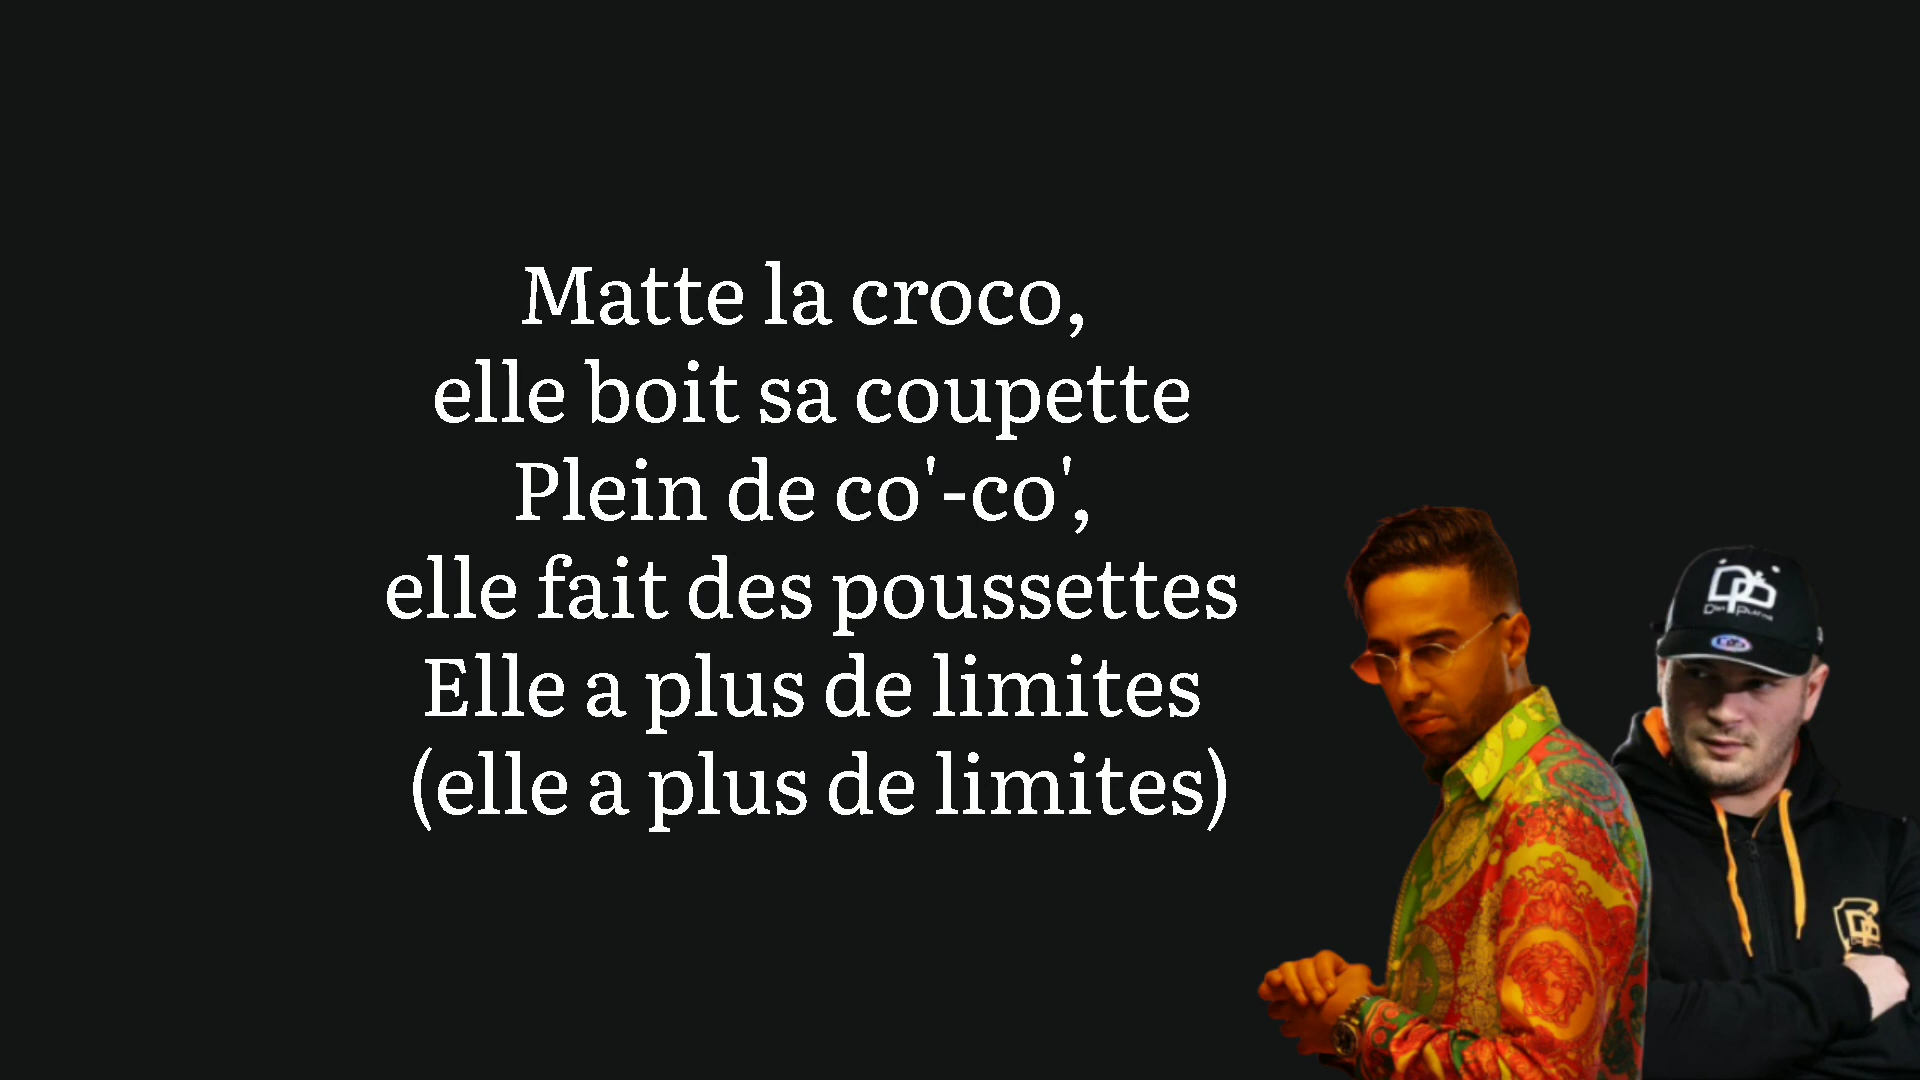 Matte la croco,
elle boit sa coupette
Plein de co'-co',
elle fait des poussettes
Elle a plus de limites
(elle a plus de limites)